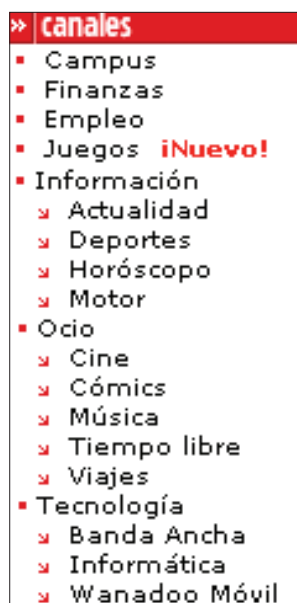 » canales
Campus
Finanzas
Empleo
Juegos ¡Nuevo!
Información
Actualidad
Deportes
Horóscopo
Motor
Ocio
Cine
Cómics
Música
Tiempo libre
Viajes
Tecnología
Banda Ancha
Informática
Wanadoo Móvil